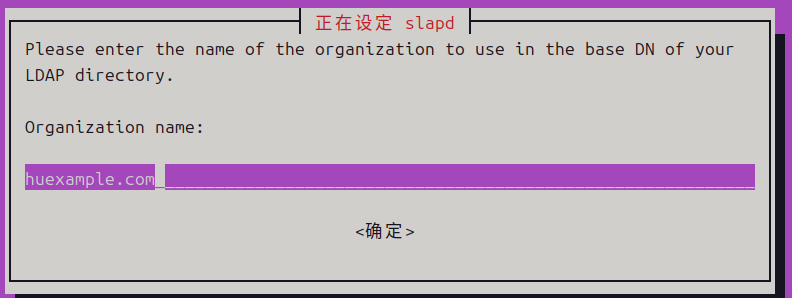 正在设定 slapd
Please enter the name of the organization to use in the base DN of your
LDAP directory.
Organization name:
huexample.com
<确定>